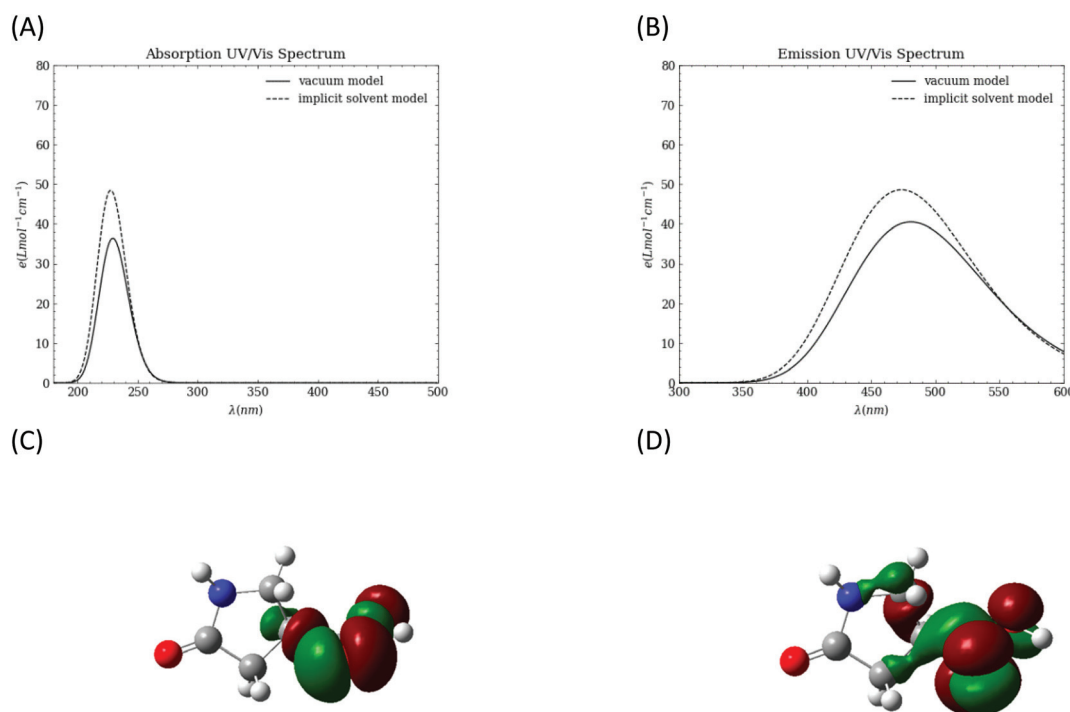 (A)
Absorption UV/Vis Spectrum
80
70
60
50
40
30
20
10
0
e(Lmol⁻¹cm⁻¹)
vacuum model
implicit solvent model
200 250 300 350 400 450 500
λ(nm)
(B)
Emission UV/Vis Spectrum
80
70
60
50
40
30
20
10
0
e(Lmol⁻¹cm⁻¹)
vacuum model
implicit solvent model
300 350 400 450 500 550 600
λ(nm)
(C)
(D)